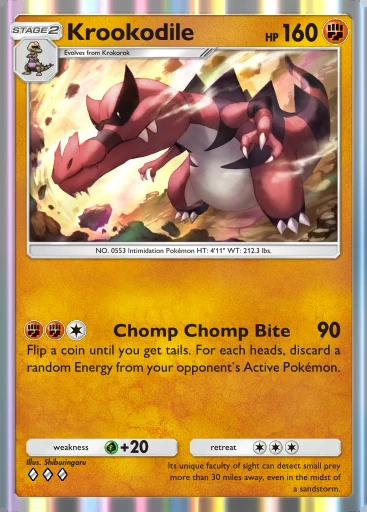 STAGE 2
Krookodile
HP 160
Evolves from Krokorok
NO. 0553 Intimidation Pokémon HT: 4'11" WT: 212.3 lbs.
Chomp Chomp Bite 90
Flip a coin until you get tails. For each heads, discard a
random Energy from your opponent's Active Pokémon.
weakness +20
retreat
Illus. Shiburingaru
Its unique faculty of sight can detect small prey
more than 30 miles away, even in the midst of
a sandstorm.